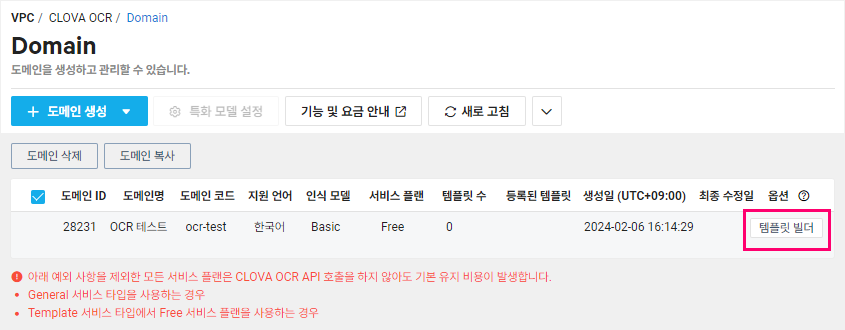 VPC / CLOVA OCR / Domain
Domain
도메인을 생성하고 관리할 수 있습니다.
+ 도메인 생성 특화 모델 설정 기능 및 요금 안내 새로 고침
도메인 삭제 도메인 복사
도메인 ID 도메인명 도메인 코드 지원 언어 인식 모델 서비스 플랜 템플릿 수 등록된 템플릿 생성일 (UTC+09:00) 최종 수정일 옵션 ?
28231 OCR 테스트 ocr-test 한국어 Basic Free 0 2024-02-06 16:14:29 템플릿 빌더
! 아래 예외 사항을 제외한 모든 서비스 플랜은 CLOVA OCR API 호출을 하지 않아도 기본 유지 비용이 발생합니다.
• General 서비스 타입을 사용하는 경우
• Template 서비스 타입에서 Free 서비스 플랜을 사용하는 경우